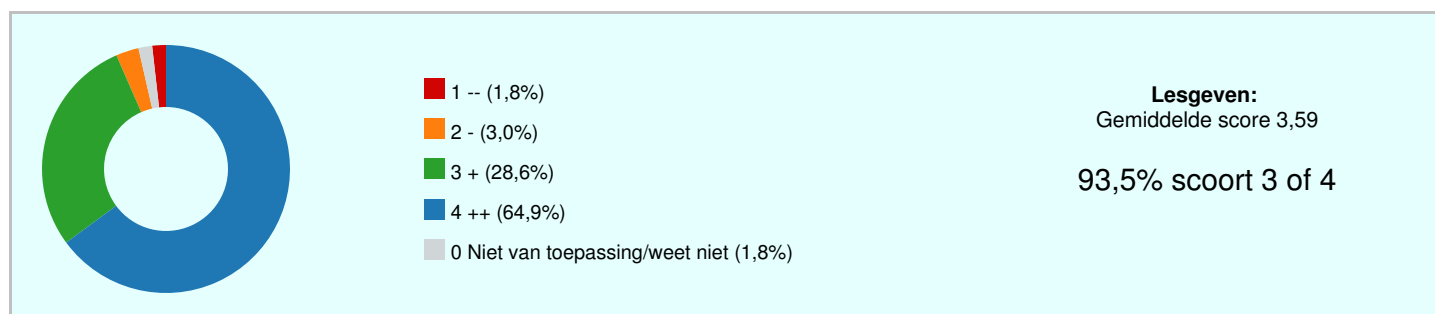 1 -- (1,8%)
2 - (3,0%)
3 + (28,6%)
4 ++ (64,9%)
0 Niet van toepassing/weet niet (1,8%)
Lesgeven:
Gemiddelde score 3,59
93,5% scoort 3 of 4